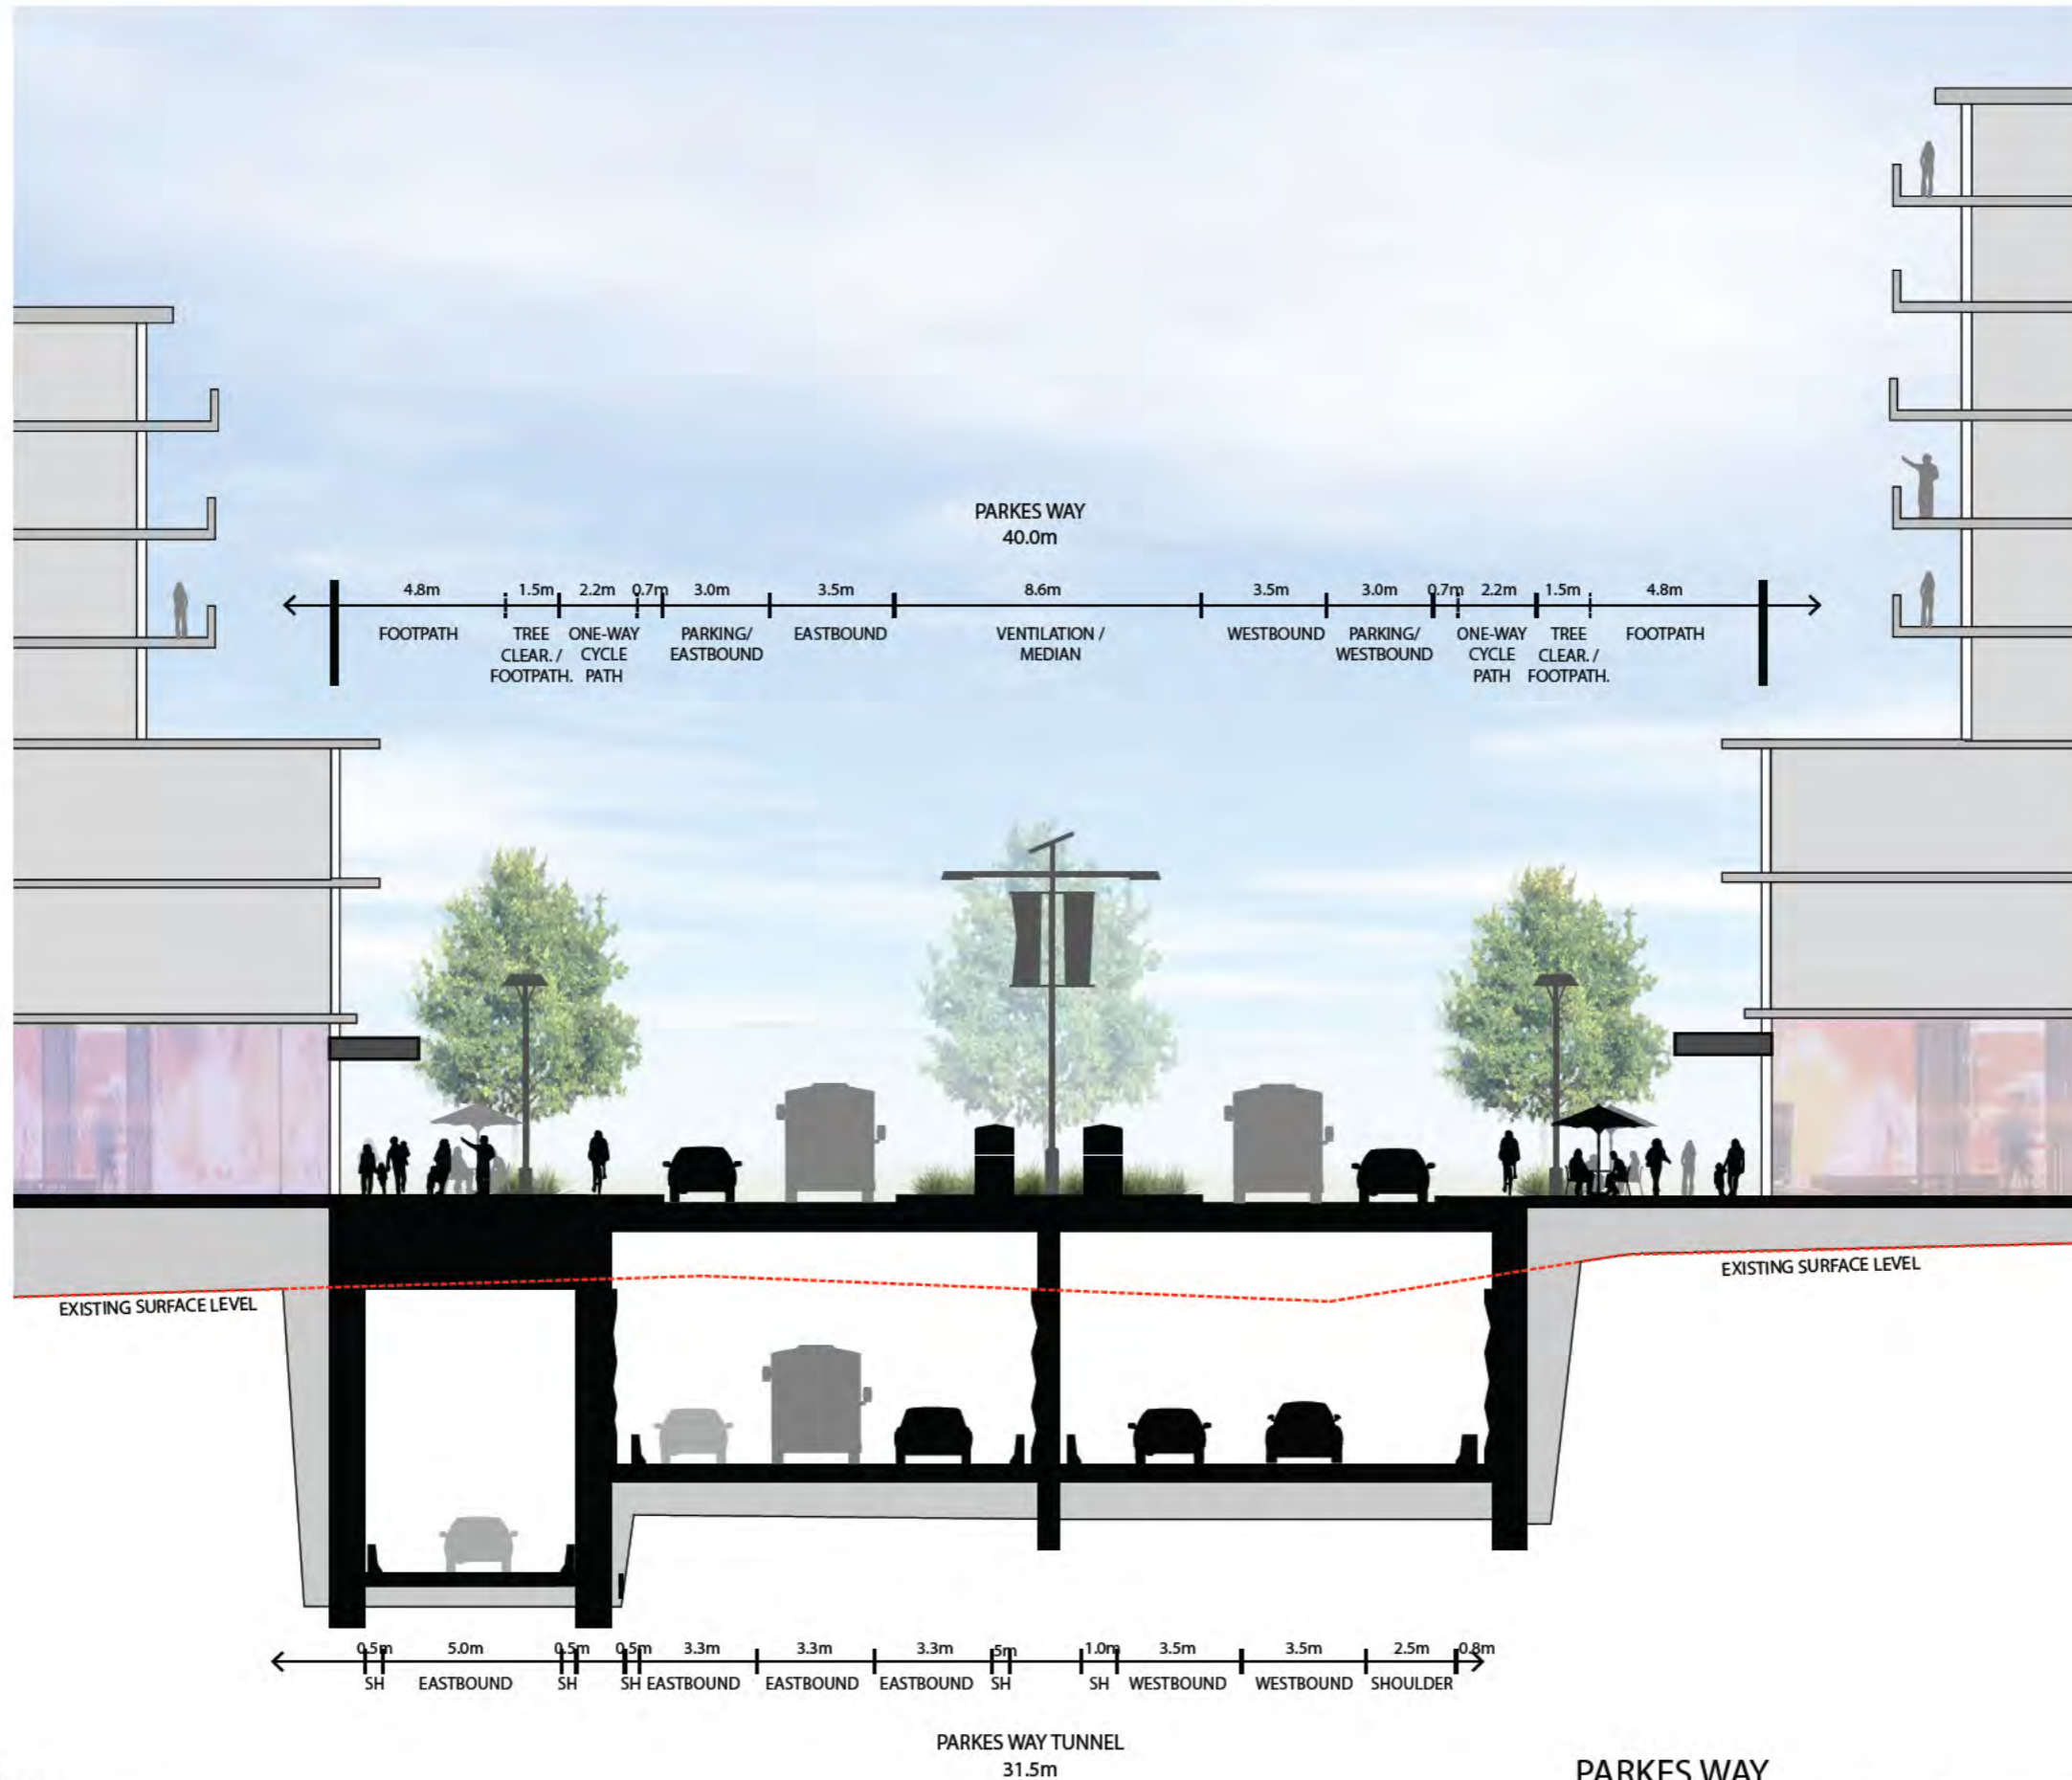 PARKES WAY
40.0m
4.8m 1.5m 2.2m 0.7m 3.0m 3.5m 8.6m 3.5m 3.0m 0.7m 2.2m 1.5m 4.8m
FOOTPATH TREE ONE-WAY PARKING/ EASTBOUND VENTILATION / WESTBOUND PARKING/ ONE-WAY TREE FOOTPATH
CLEAR. / CYCLE EASTBOUND MEDIAN WESTBOUND CYCLE CLEAR. /
FOOTPATH. PATH PATH FOOTPATH.
EXISTING SURFACE LEVEL
EXISTING SURFACE LEVEL
0.5m 5.0m 0.5m 0.5m 3.3m 3.3m 3.3m 5m 1.0m 3.5m 3.5m 2.5m 0.8m
SH EASTBOUND SH SH EASTBOUND EASTBOUND EASTBOUND SH SH WESTBOUND WESTBOUND SHOULDER
PARKES WAY TUNNEL
31.5m
PARKES WAY